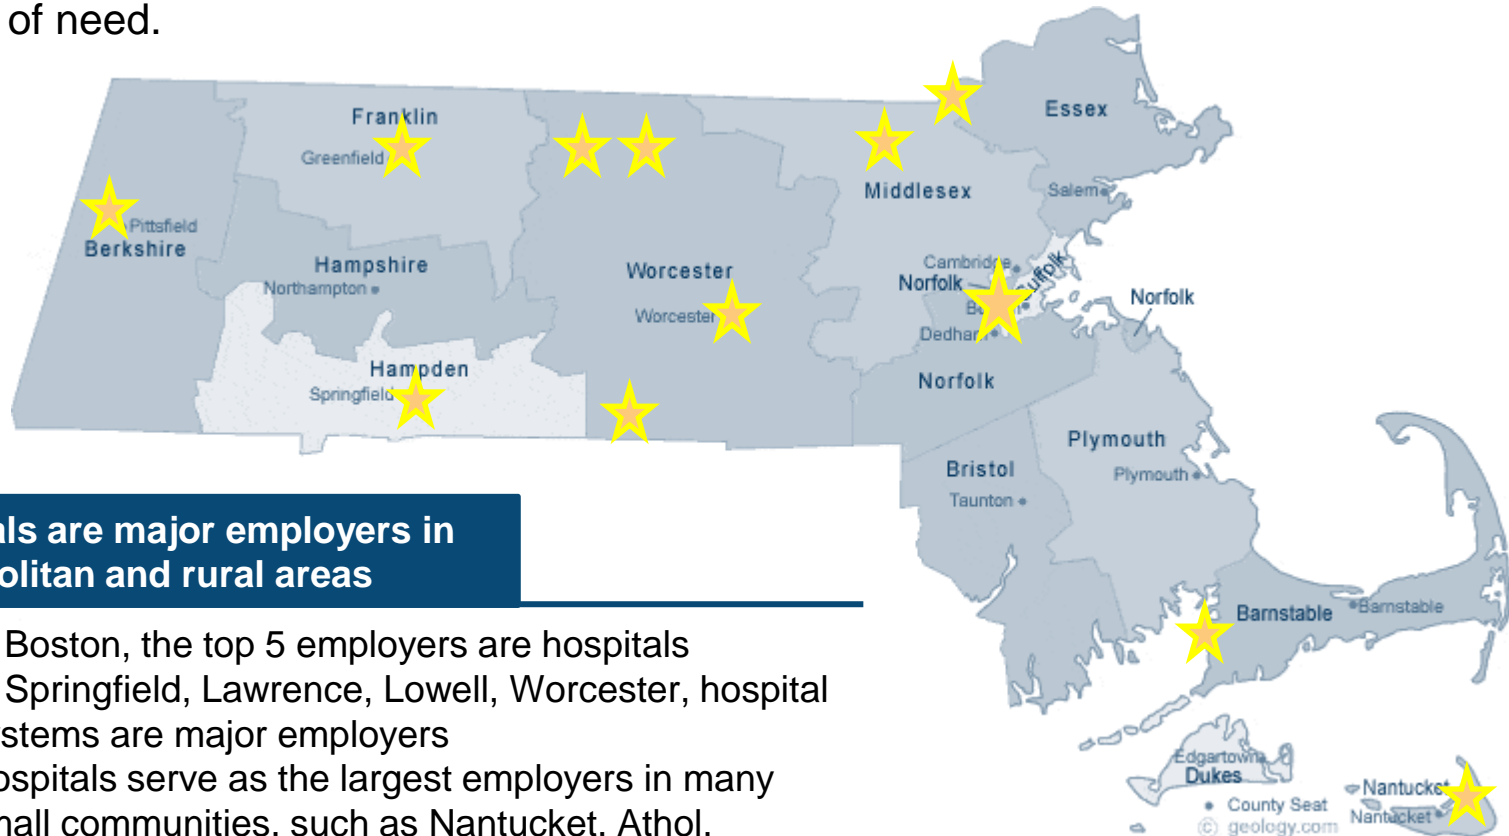 of need.
Franklin
Greenfield
Essex
Middlesex
Salem
Pittsfield
Berkshire
Hampshire
Northampton
Worcester
Worcester
Cambridge
Norfolk
Suffolk
Norfolk
Dedham
Hampden
Springfield
Norfolk
Plymouth
Plymouth
Bristol
Taunton
als are major employers in
olitan and rural areas
Barnstable
Barnstable
Boston, the top 5 employers are hospitals
Springfield, Lawrence, Lowell, Worcester, hospital
stems are major employers
ospitals serve as the largest employers in many
mall communities, such as Nantucket, Athol,
Edgartown
Dukes
Nantucket
Nantucket
County Seat
© geology.com